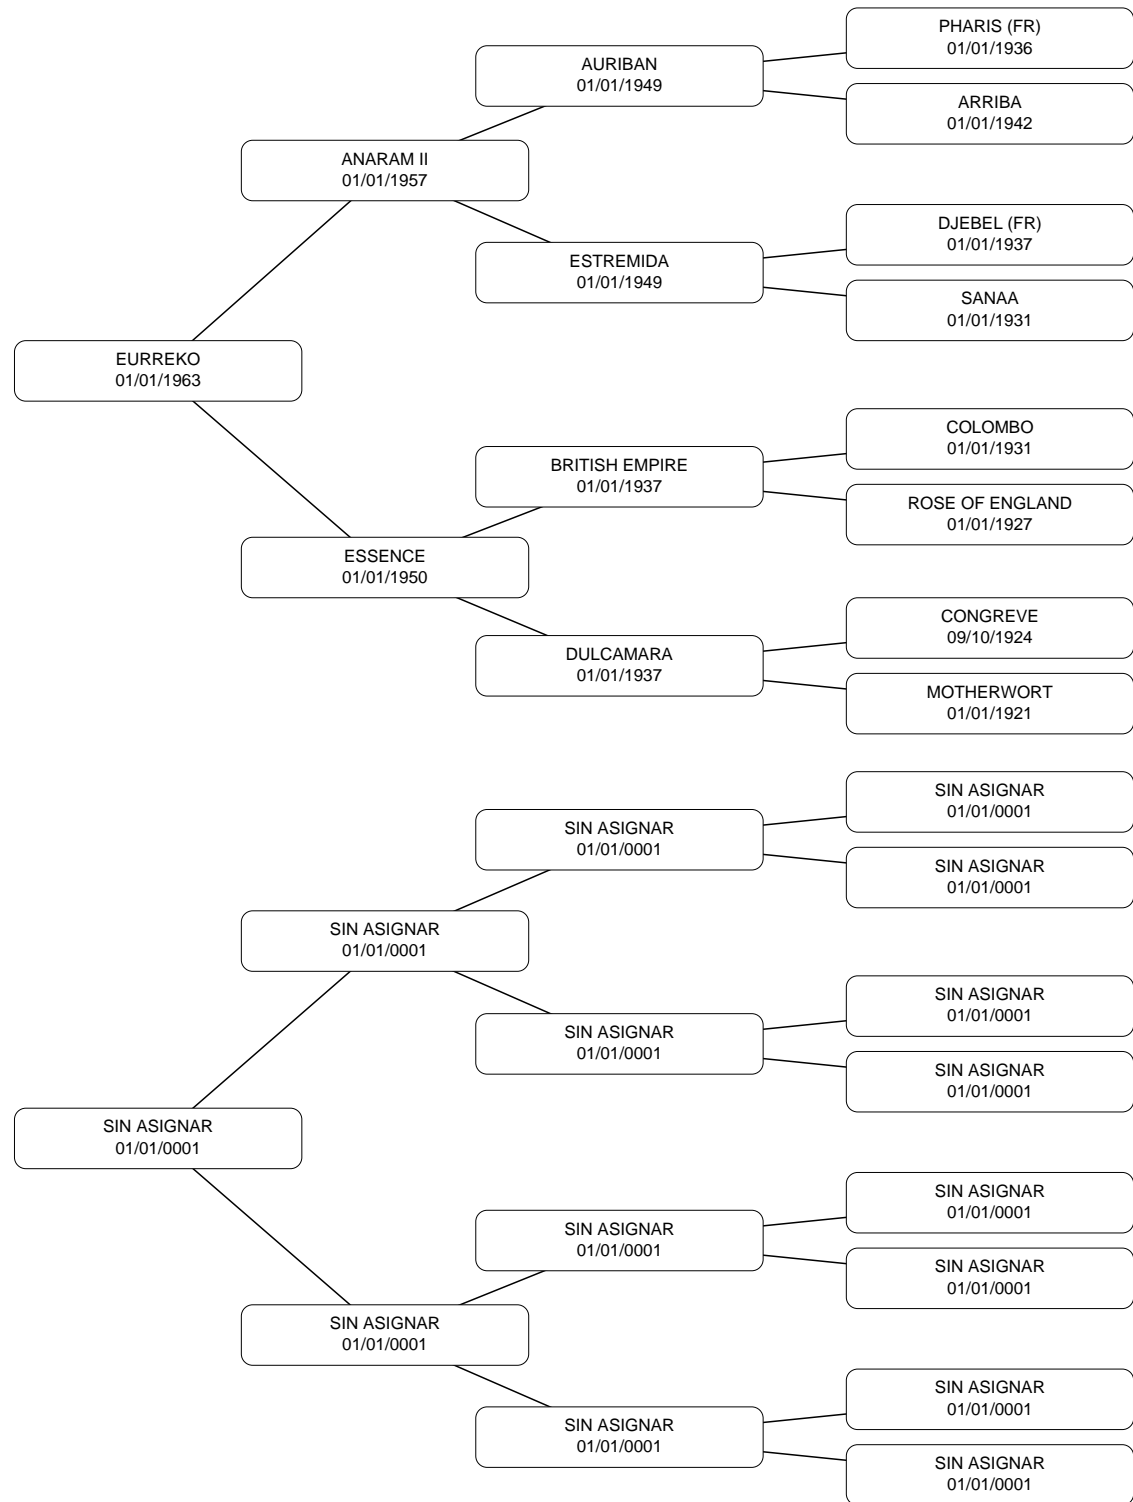 PHARIS (FR)
01/01/1936
AURIBAN
01/01/1949
ARRIBA
01/01/1942
ANARAM II
01/01/1957
DJEBEL (FR)
01/01/1937
ESTREMIDA
01/01/1949
SANAA
01/01/1931
EURREKO
01/01/1963
COLOMBO
01/01/1931
BRITISH EMPIRE
01/01/1937
ROSE OF ENGLAND
01/01/1927
ESSENCE
01/01/1950
CONGREVE
09/10/1924
DULCAMARA
01/01/1937
MOTHERWORT
01/01/1921
SIN ASIGNAR
01/01/0001
SIN ASIGNAR
01/01/0001
SIN ASIGNAR
01/01/0001
SIN ASIGNAR
01/01/0001
SIN ASIGNAR
01/01/0001
SIN ASIGNAR
01/01/0001
SIN ASIGNAR
01/01/0001
SIN ASIGNAR
01/01/0001
SIN ASIGNAR
01/01/0001
SIN ASIGNAR
01/01/0001
SIN ASIGNAR
01/01/0001
SIN ASIGNAR
01/01/0001
SIN ASIGNAR
01/01/0001
SIN ASIGNAR
01/01/0001
SIN ASIGNAR
01/01/0001